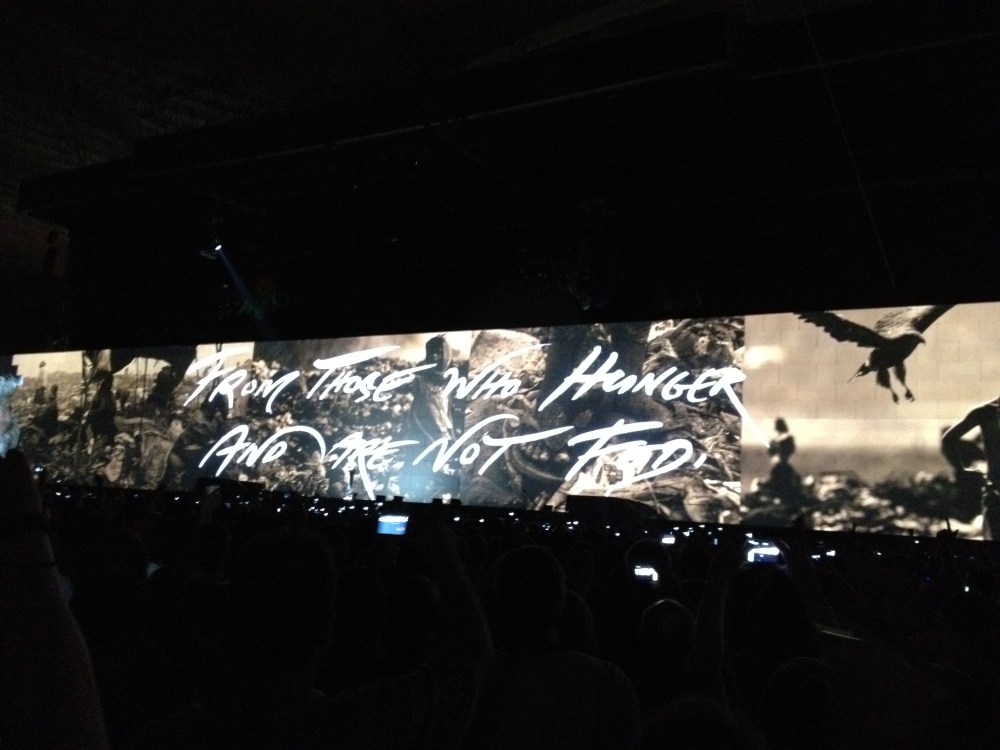 FROM THOSE WHO HUNGER
AND ARE NOT FED,